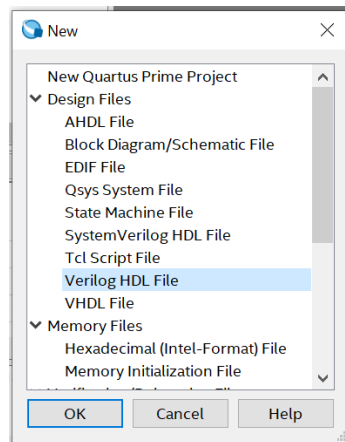 New
New Quartus Prime Project
Design Files
AHDL File
Block Diagram/Schematic File
EDIF File
Qsys System File
State Machine File
SystemVerilog HDL File
Tcl Script File
Verilog HDL File
VHDL File
Memory Files
Hexadecimal (Intel-Format) File
Memory Initialization File
OK Cancel Help